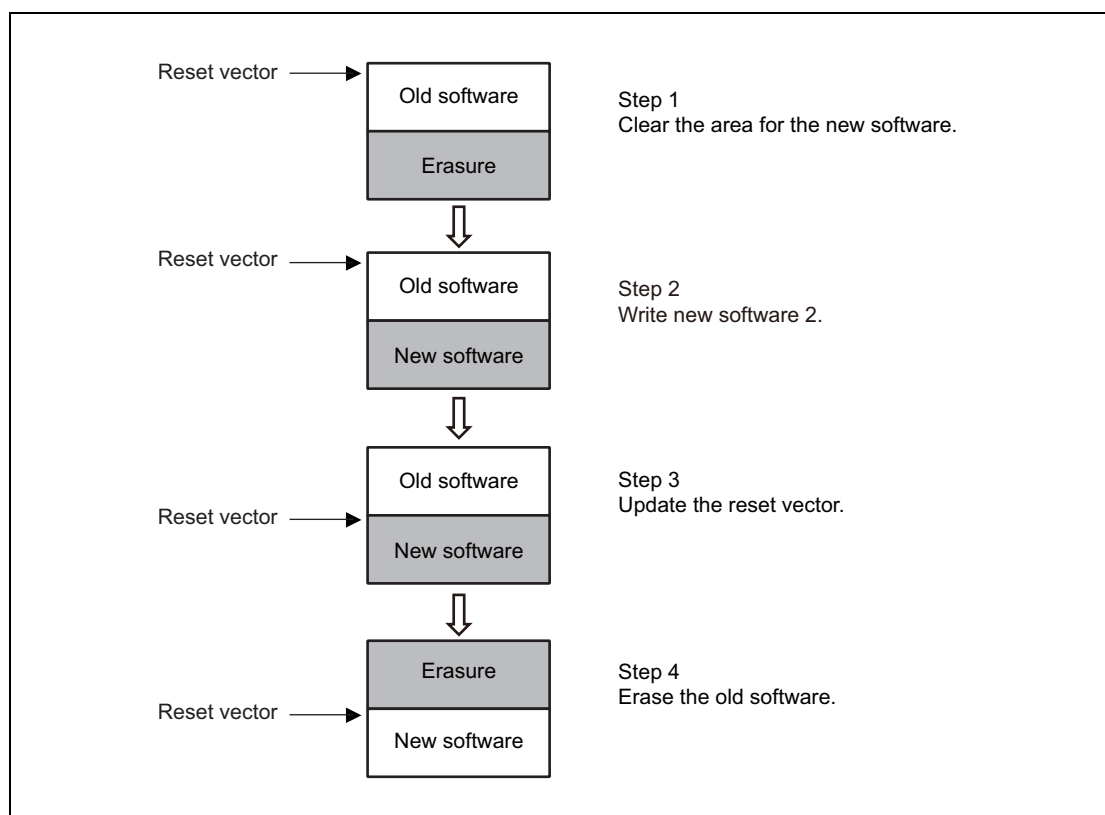 Reset vector
Old software
Erasure
Step 1
Clear the area for the new software.
Reset vector
Old software
New software
Step 2
Write new software 2.
Old software
Reset vector
New software
Step 3
Update the reset vector.
Erasure
Reset vector
New software
Step 4
Erase the old software.